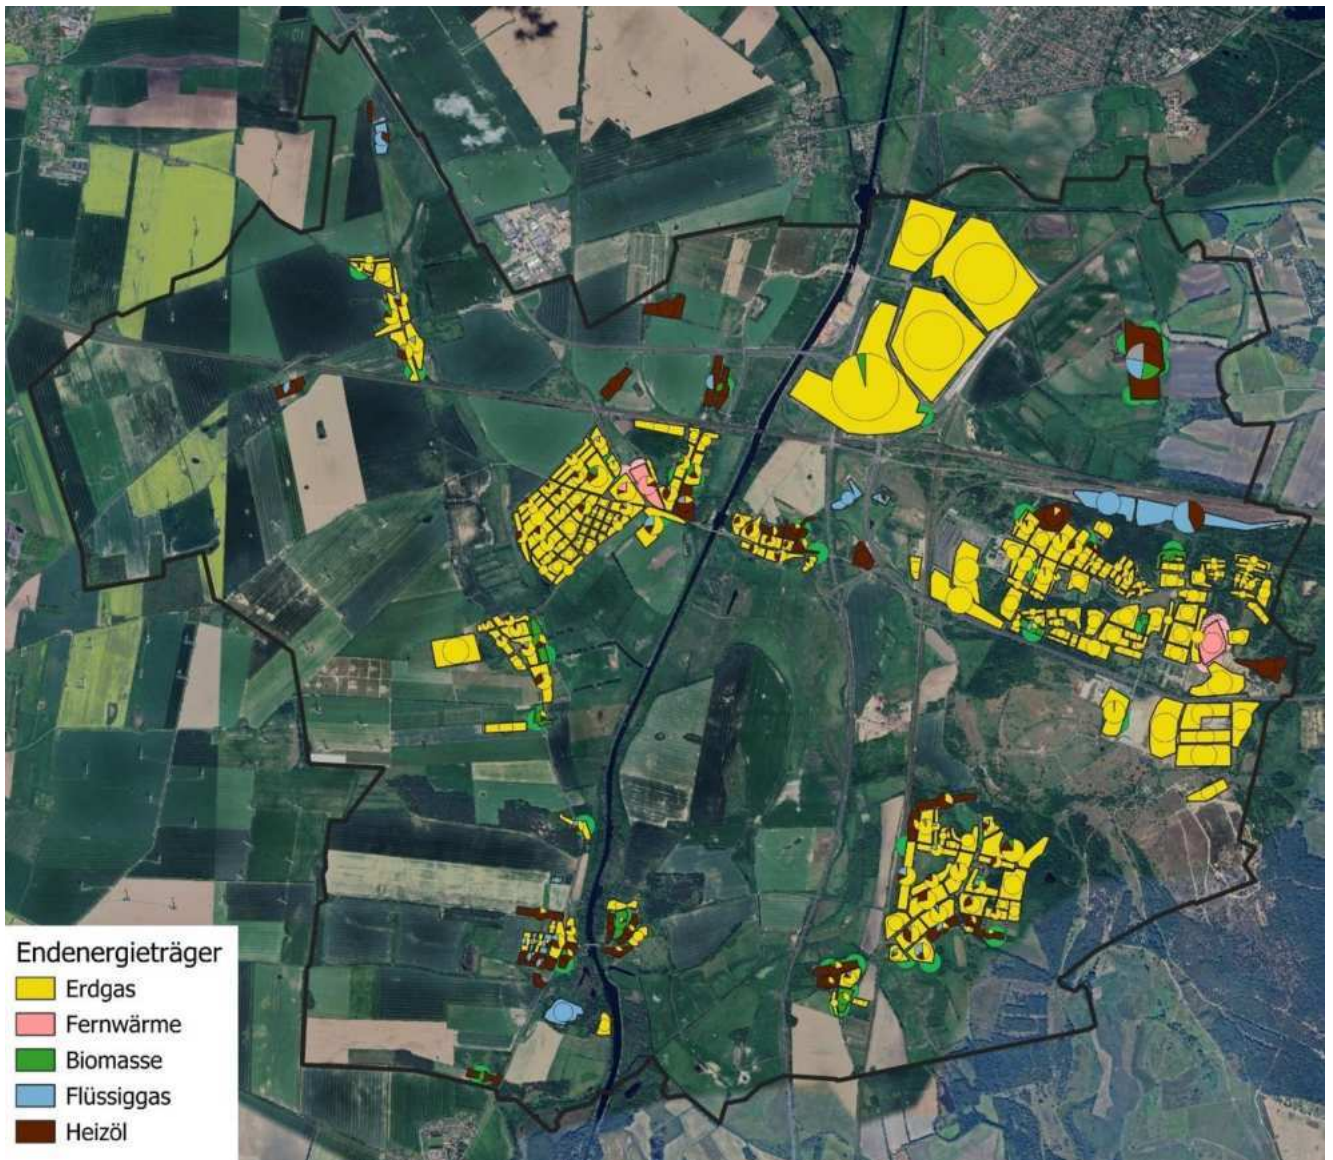 Endenergieträger
Erdgas
Fernwärme
Biomasse
Flüssiggas
Heizöl